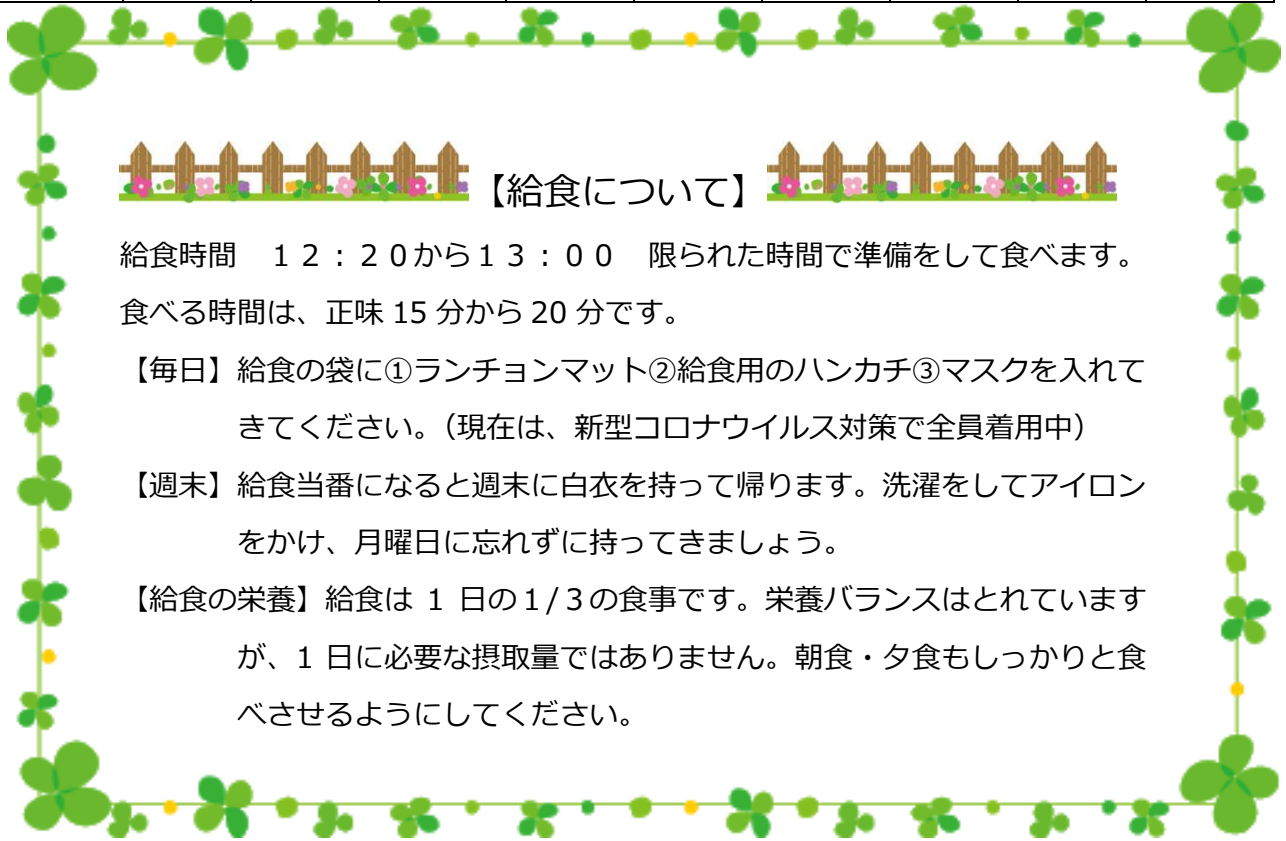 【給食について】
給食時間　１２：２０から１３：００　限られた時間で準備をして食べます。
食べる時間は、正味 15 分から 20 分です。
【毎日】給食の袋に①ランチョンマット②給食用のハンカチ③マスクを入れて
きてください。（現在は、新型コロナウイルス対策で全員着用中）
【週末】給食当番になると週末に白衣を持って帰ります。洗濯をしてアイロン
をかけ、月曜日に忘れずに持ってきましょう。
【給食の栄養】給食は 1 日の１/３の食事です。栄養バランスはとれています
が、1 日に必要な摂取量ではありません。朝食・夕食もしっかりと食
べさせるようにしてください。